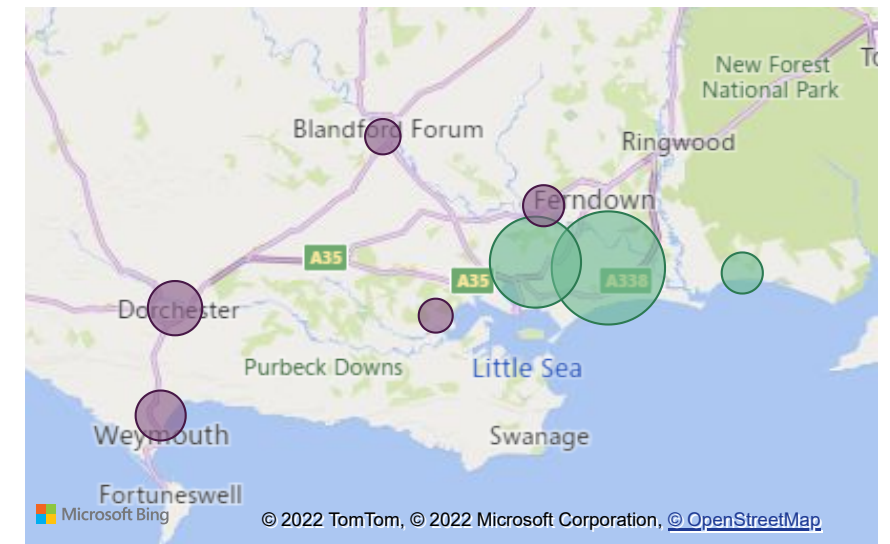 New Forest
National Park
To
Blandford Forum
Ringwood
Ferndown
A35
A35
A338
Dorchester
Purbeck Downs
Little Sea
Weymouth
Swanage
Fortuneswell
Microsoft Bing
© 2022 TomTom, © 2022 Microsoft Corporation, © OpenStreetMap